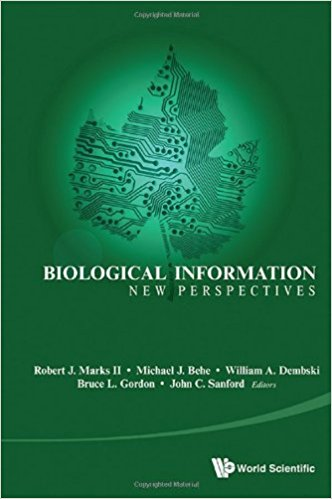 BIOLOGICAL INFORMATION
NEW PERSPECTIVES
Robert J. Marks II • Michael J. Behe • William A. Dembski
Bruce L. Gordon • John C. Sanford Editors
World Scientific